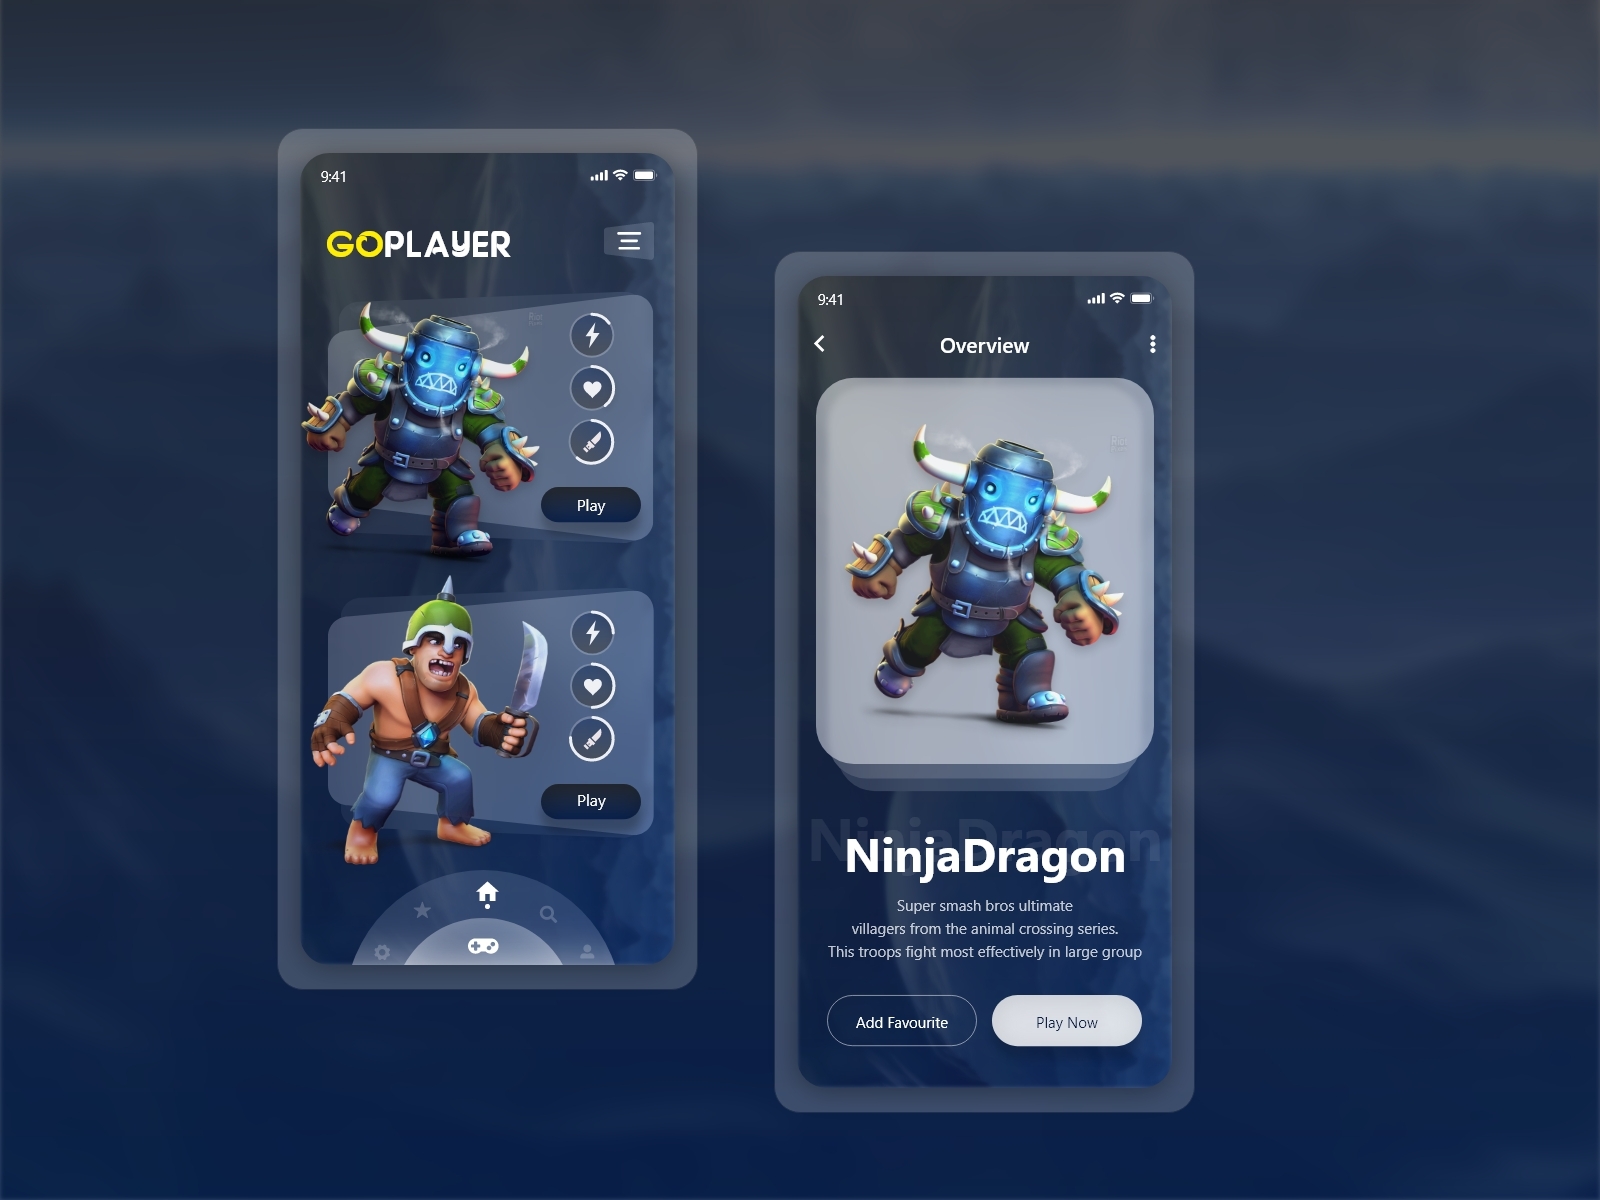 9:41
GOPLAYER
Play
Play
9:41
Overview
NinjaDragon
NinjaDragon
Super smash bros ultimate
villagers from the animal crossing series.
This troops fight most effectively in large group
Add Favourite
Play Now